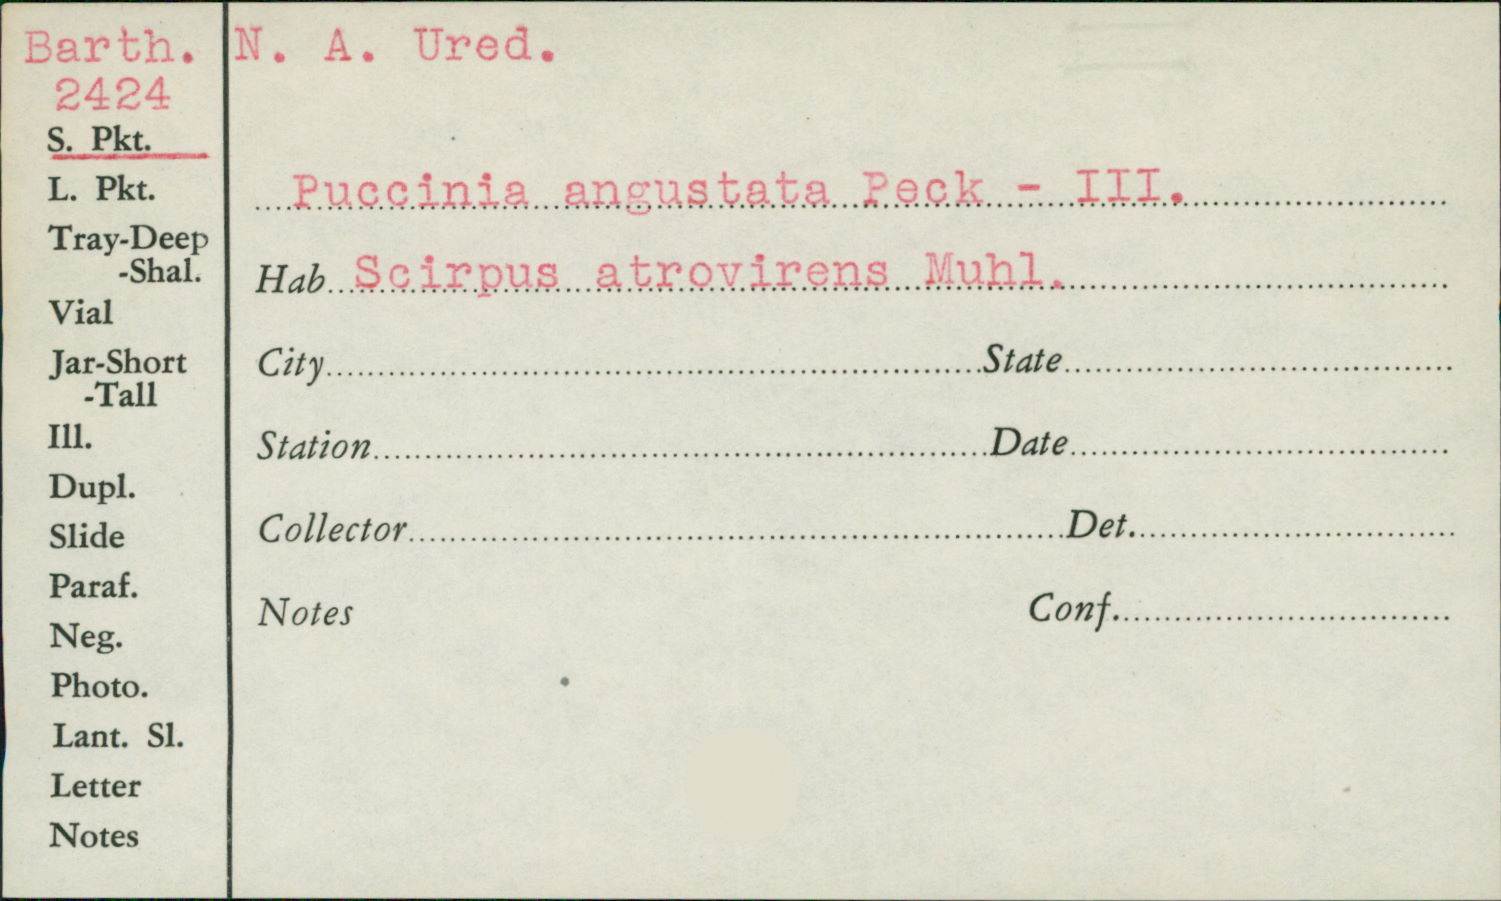 Barth. N. A. Ured.
2424
S. Pkt.
L. Pkt.
Tray-Deep
-Shal.
Vial
Jar-Short
-Tall
Ill.
Dupl.
Slide
Paraf.
Neg.
Photo.
Lant. Sl.
Letter
Notes
Puccinia angustata Peck - III.
Hab. Scirpus atrovirens Muhl.
City State
Station Date
Collector Det.
Notes Conf.